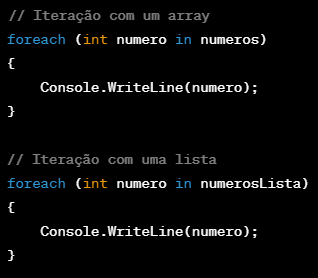 // Iteração com um array
foreach (int numero in numeros)
{
    Console.WriteLine(numero);
}
// Iteração com uma lista
foreach (int numero in numerosLista)
{
    Console.WriteLine(numero);
}